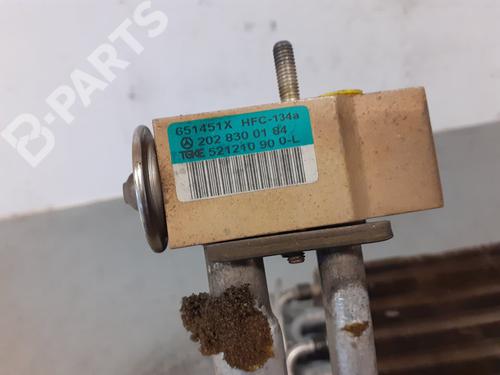 B-PARTS
651451X HFC-134a
202 830 01 84
TGKE 521210 90 0-L